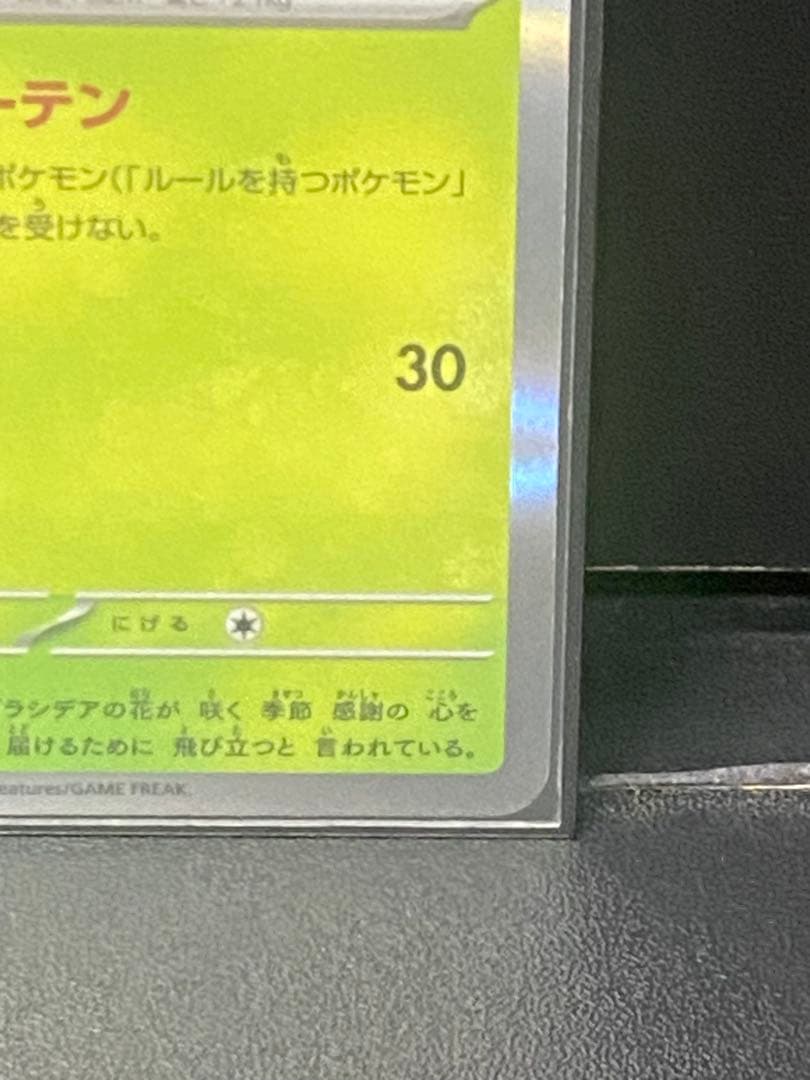 ーテン
ポケモン(「ルールを持つポケモン」
を受けない。
30
にげる
ラシデアの花が 咲く 季節 感謝の 心を
届けるために 飛び立つと 言われている。
eatures/GAME FREAK.